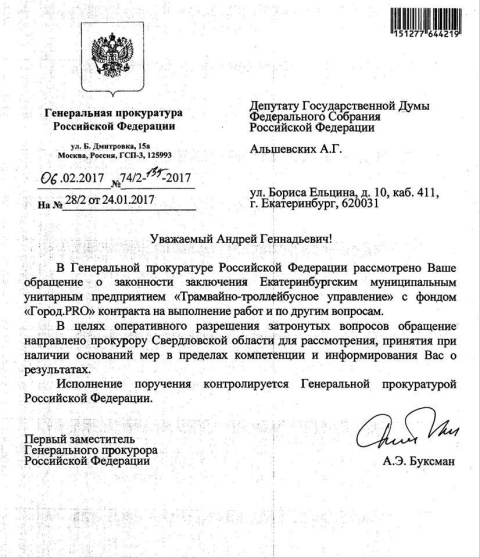 151277 644219
Генеральная прокуратура
Российской Федерации
ул. Б. Дмитровка, 15а
Москва, Россия, ГСП-3, 125993
06.02.2017 №74/2-195-2017
На № 28/2 от 24.01.2017
Депутату Государственной Думы
Федерального Собрания
Российской Федерации
Альшевских А.Г.
ул. Бориса Ельцина, д. 10, каб. 411,
г. Екатеринбург, 620031
Уважаемый Андрей Геннадьевич!
В Генеральной прокуратуре Российской Федерации рассмотрено Ваше
обращение о законности заключения Екатеринбургским муниципальным
унитарным предприятием «Трамвайно-троллейбусное управление» с фондом
«Город.PRO» контракта на выполнение работ и по другим вопросам.
В целях оперативного разрешения затронутых вопросов обращение
направлено прокурору Свердловской области для рассмотрения, принятия при
наличии оснований мер в пределах компетенции и информирования Вас о
результатах.
Исполнение поручения контролируется Генеральной прокуратурой
Российской Федерации.
Первый заместитель
Генерального прокурора
Российской Федерации
А.Э. Буксман